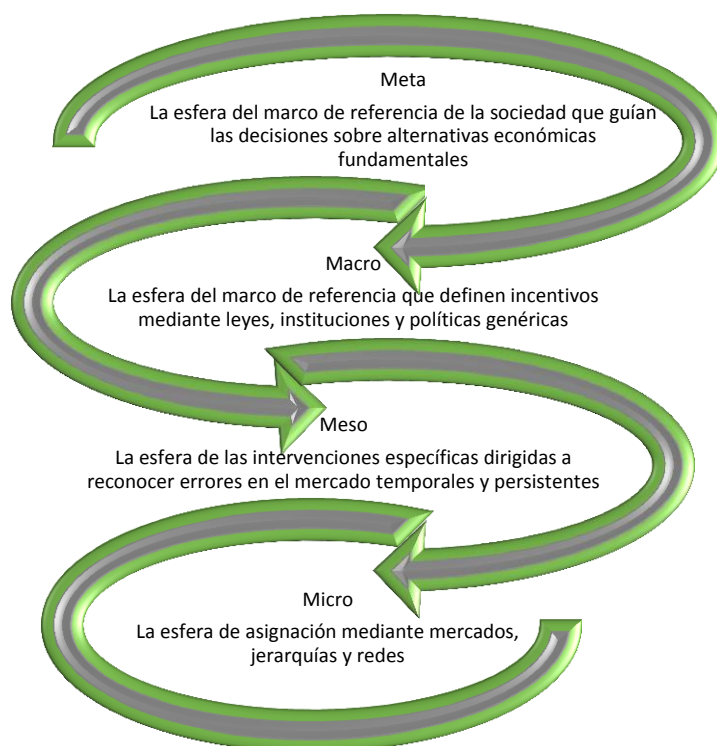 Meta
La esfera del marco de referencia de la sociedad que guían
las decisiones sobre alternativas económicas
fundamentales
Macro
La esfera del marco de referencia que definen incentivos
mediante leyes, instituciones y políticas genéricas
Meso
La esfera de las intervenciones específicas dirigidas a
reconocer errores en el mercado temporales y persistentes
Micro
La esfera de asignación mediante mercados,
jerarquías y redes